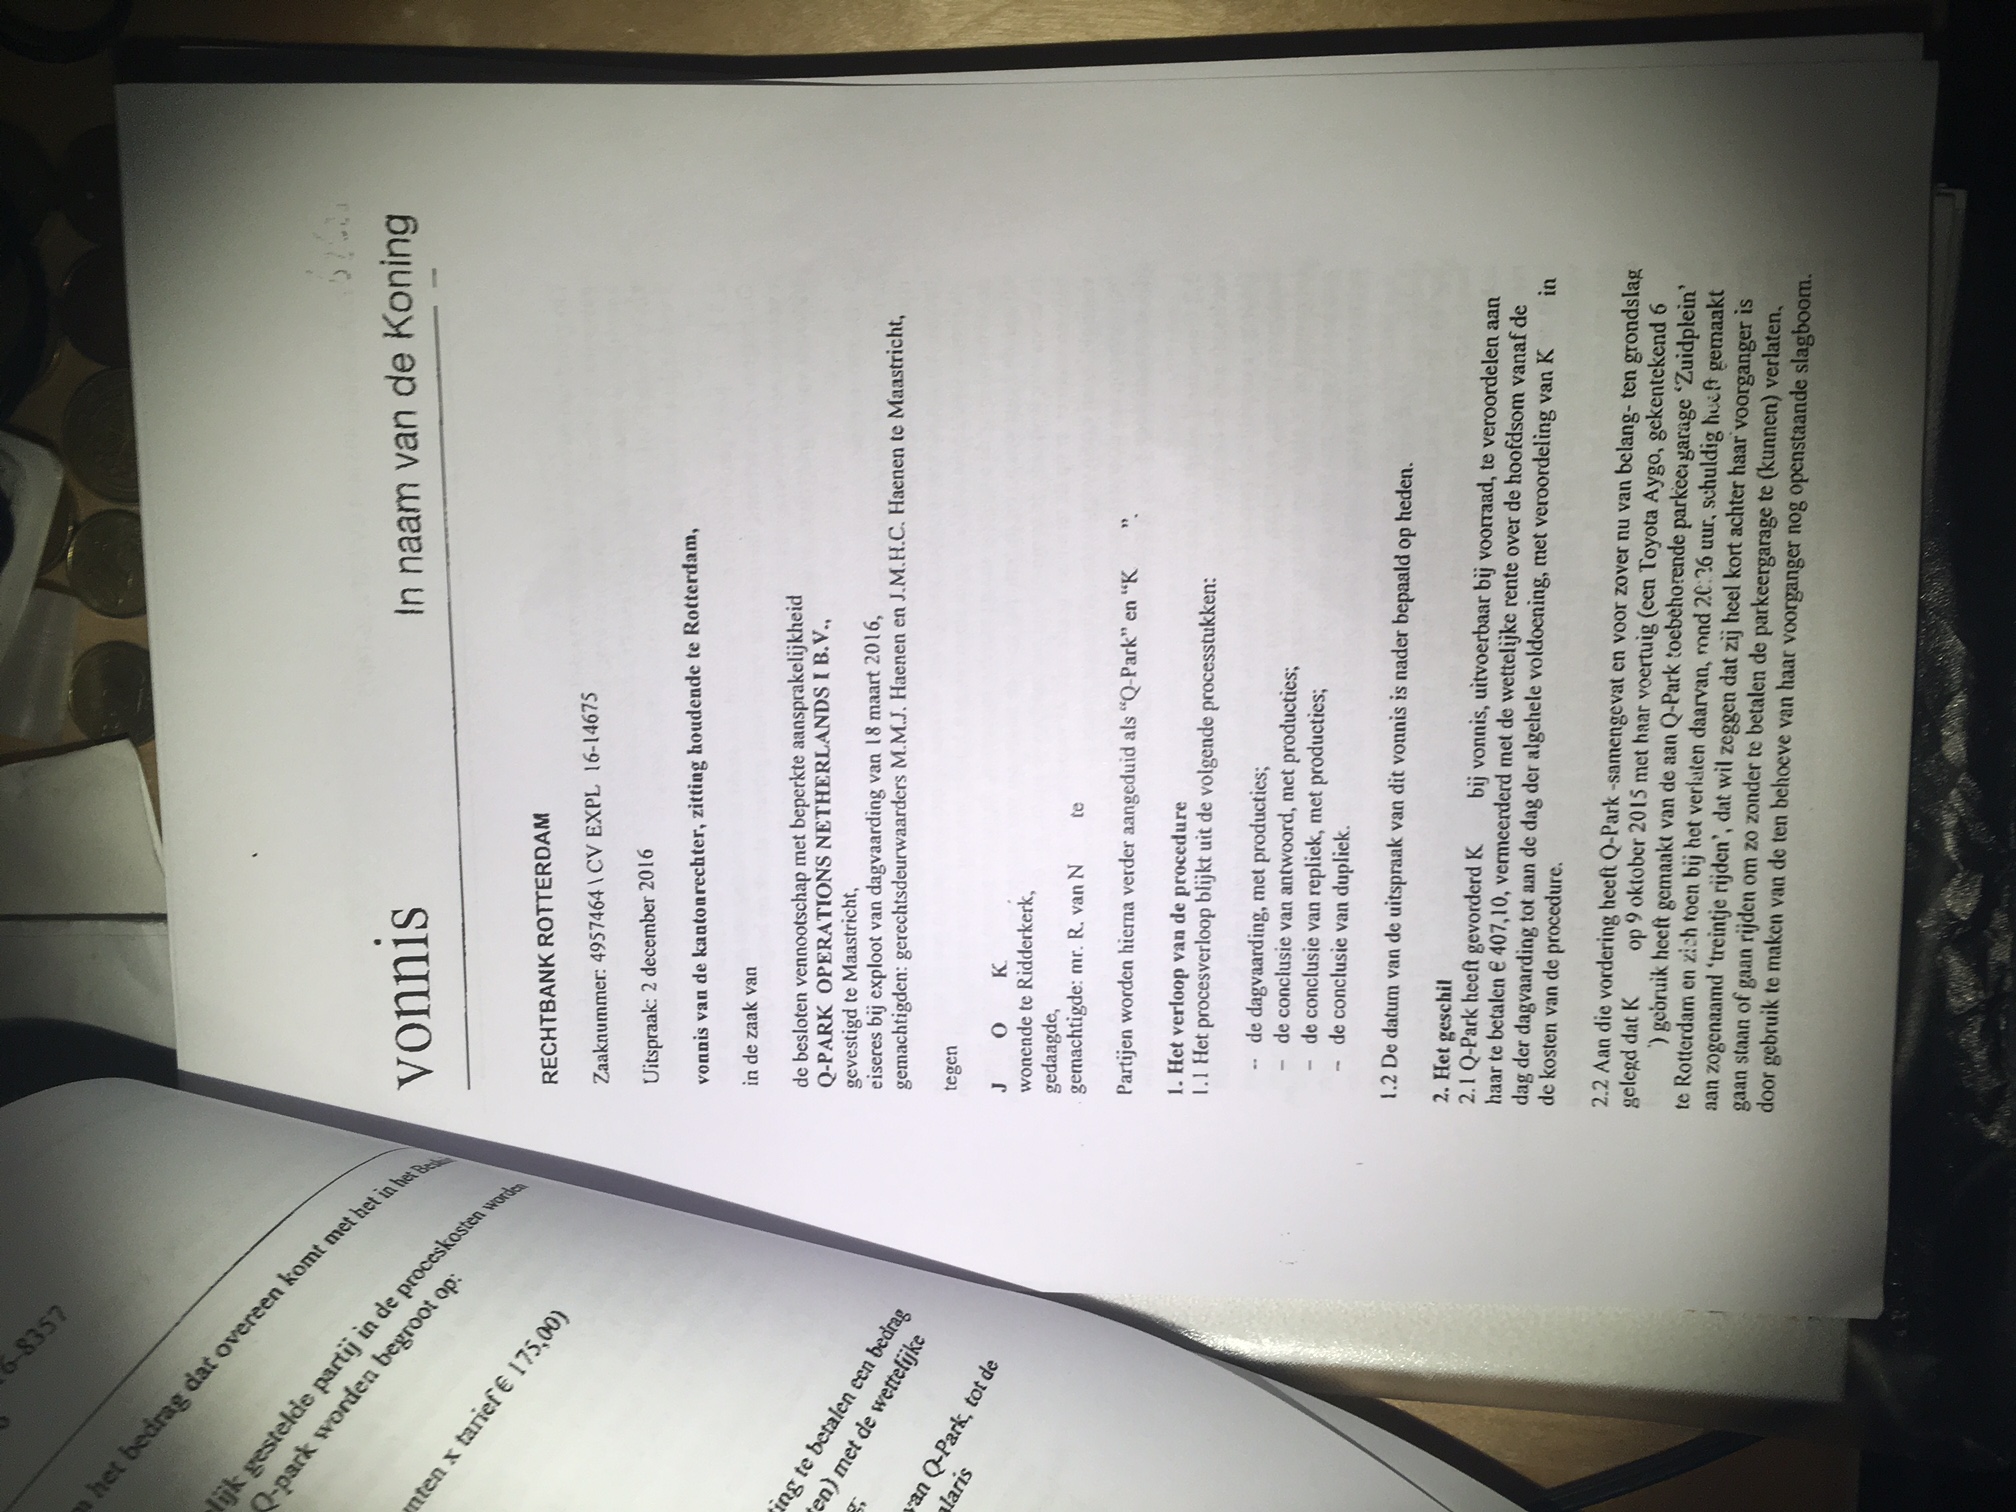 16-8357
het bedrag dat overeen komt met het in het
lijk gestelde partij in de proceskosten worden
Q-park worden begroot op:
nten x tarief € 175,00)
ing te betalen een bedrag
en) met de wettelijke
g;
van Q-Park, tot de
alaris
vonnis
In naam van de Koning
RECHTBANK ROTTERDAM
Zaaknummer: 4957464 \ CV EXPL 16-14675
Uitspraak: 2 december 2016
vonnis van de kantonrechter, zitting houdende te Rotterdam,
in de zaak van
de besloten vennootschap met beperkte aansprakelijkheid
Q-PARK OPERATIONS NETHERLANDS I B.V.,
gevestigd te Maastricht,
eiseres bij exploot van dagvaarding van 18 maart 2016,
gemachtigden: gerechtsdeurwaarders M.M.J. Haenen en J.M.H.C. Haenen te Maastricht,
tegen
J O K.
wonende te Ridderkerk,
gedaagde,
gemachtigde: mr. R. van N te
Partijen worden hierna verder aangeduid als “Q-Park” en “K ”.
1. Het verloop van de procedure
1.1 Het procesverloop blijkt uit de volgende processtukken:
– de dagvaarding, met producties;
– de conclusie van antwoord, met producties;
– de conclusie van repliek, met producties;
– de conclusie van dupliek.
1.2 De datum van de uitspraak van dit vonnis is nader bepaald op heden.
2. Het geschil
2.1 Q-Park heeft gevorderd K bij vonnis, uitvoerbaar bij voorraad, te veroordelen aan
haar te betalen € 407,10, vermeerderd met de wettelijke rente over de hoofdsom vanaf de
dag der dagvaarding tot aan de dag der algehele voldoening, met veroordeling van K in
de kosten van de procedure.
2.2 Aan die vordering heeft Q-Park -samengevat en voor zover nu van belang- ten grondslag
gelegd dat K op 9 oktober 2015 met haar voertuig (een Toyota Aygo, gekentekend 6
) gebruik heeft gemaakt van de aan Q-Park toebehorende parkeergarage ‘Zuidplein’
te Rotterdam en zich toen bij het verlaten daarvan, rond 20:26 uur, schuldig heeft gemaakt
aan zogenaamd ‘treintje rijden’, dat wil zeggen dat zij heel kort achter haar voorganger is
gaan staan of gaan rijden om zo zonder te betalen de parkeergarage te (kunnen) verlaten,
door gebruik te maken van de ten behoeve van haar voorganger nog openstaande slagboom.